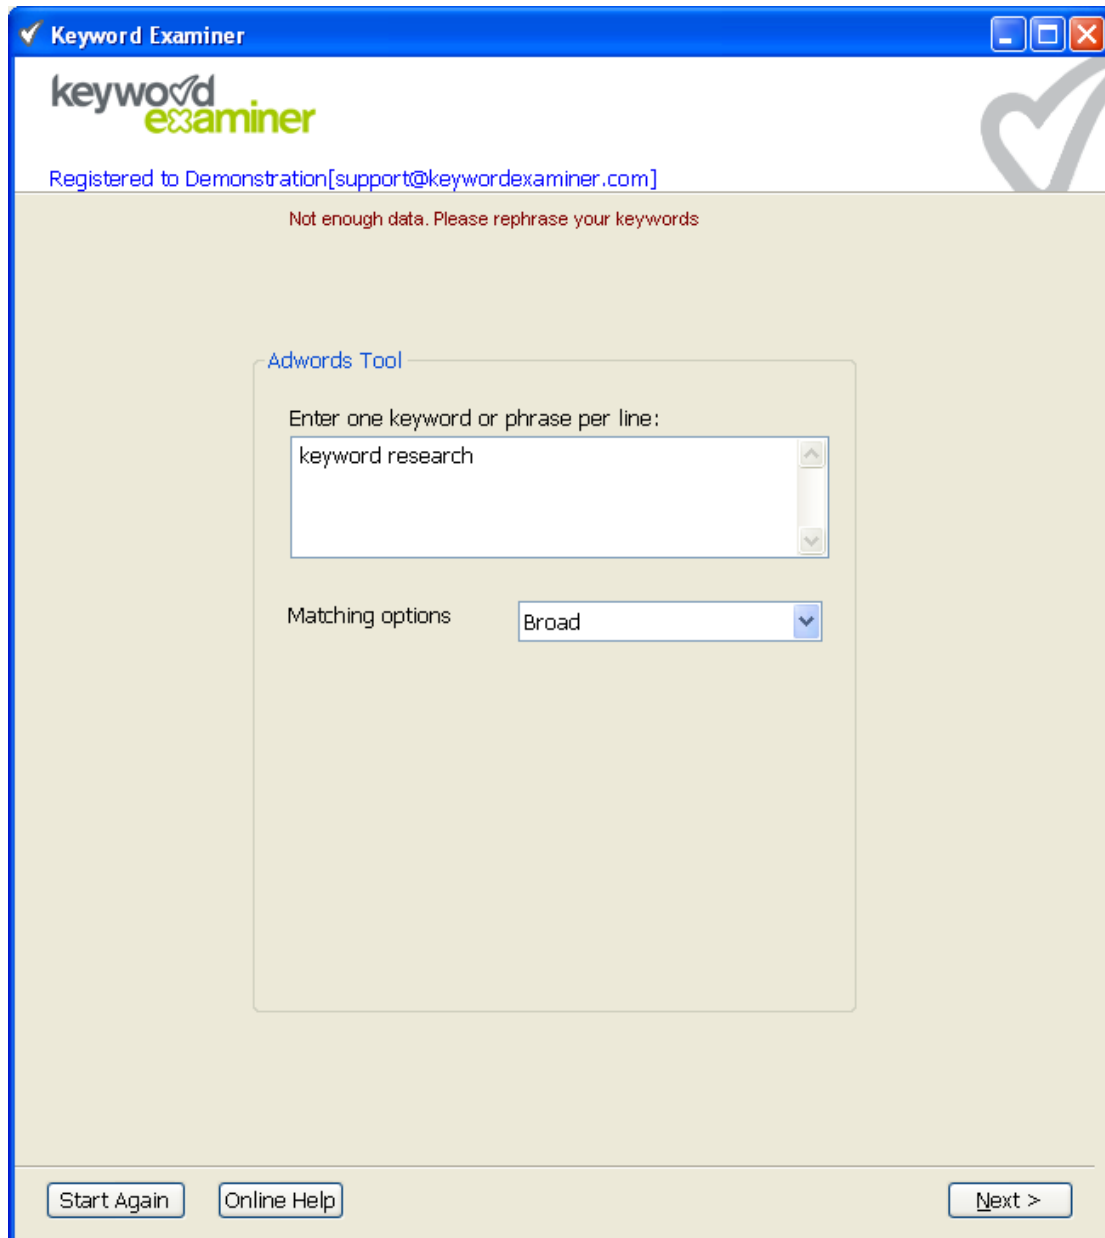 Keyword Examiner
keyword
examiner
Registered to Demonstration[support@keywordexaminer.com]
Not enough data. Please rephrase your keywords
Adwords Tool
Enter one keyword or phrase per line:
keyword research
Matching options
Broad
Start Again
Online Help
Next >